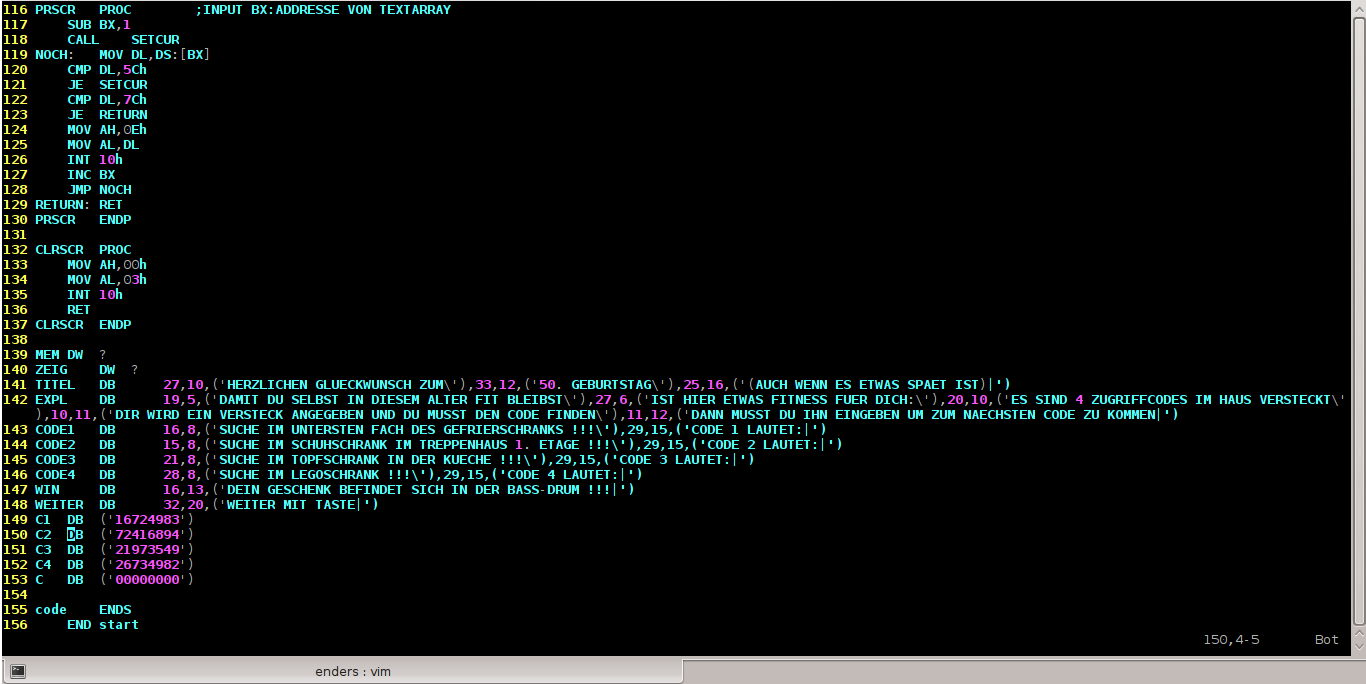 116 PRSCR   PROC        ;INPUT BX:ADDRESSE VON TEXTARRAY
117     SUB BX,1
118     CALL    SETCUR
119 NOCH:   MOV DL,DS:[BX]
120     CMP DL,5Ch
121     JE  SETCUR
122     CMP DL,7Ch
123     JE  RETURN
124     MOV AH,0Eh
125     MOV AL,DL
126     INT 10h
127     INC BX
128     JMP NOCH
129 RETURN: RET
130 PRSCR   ENDP
131
132 CLRSCR  PROC
133     MOV AH,00h
134     MOV AL,03h
135     INT 10h
136     RET
137 CLRSCR  ENDP
138
139 MEM DW  ?
140 ZEIG    DW  ?
141 TITEL   DB      27,10,('HERZLICHEN GLUECKWUNSCH ZUM\'),33,12,('50. GEBURTSTAG\'),25,16,('(AUCH WENN ES ETWAS SPAET IST)|')
142 EXPL    DB      19,5,('DAMIT DU SELBST IN DIESEM ALTER FIT BLEIBST\'),27,6,('IST HIER ETWAS FITNESS FUER DICH:\'),20,10,('ES SIND 4 ZUGRIFFCODES IM HAUS VERSTECKT\'
),10,11,('DIR WIRD EIN VERSTECK ANGEGEBEN UND DU MUSST DEN CODE FINDEN\'),11,12,('DANN MUSST DU IHN EINGEBEN UM ZUM NAECHSTEN CODE ZU KOMMEN|')
143 CODE1   DB      16,8,('SUCHE IM UNTERSTEN FACH DES GEFRIERSCHRANKS !!!\'),29,15,('CODE 1 LAUTET:|')
144 CODE2   DB      15,8,('SUCHE IM SCHUHSCHRANK IM TREPPENHAUS 1. ETAGE !!!\'),29,15,('CODE 2 LAUTET:|')
145 CODE3   DB      21,8,('SUCHE IM TOPFSCHRANK IN DER KUECHE !!!\'),29,15,('CODE 3 LAUTET:|')
146 CODE4   DB      28,8,('SUCHE IM LEGOSCHRANK !!!\'),29,15,('CODE 4 LAUTET:|')
147 WIN     DB      16,13,('DEIN GESCHENK BEFINDET SICH IN DER BASS-DRUM !!!|')
148 WEITER  DB      32,20,('WEITER MIT TASTE|')
149 C1  DB  ('16724983')
150 C2  DB  ('72416894')
151 C3  DB  ('21973549')
152 C4  DB  ('26734982')
153 C   DB  ('00000000')
154
155 code    ENDS
156     END start
150,4-5       Bot
enders : vim